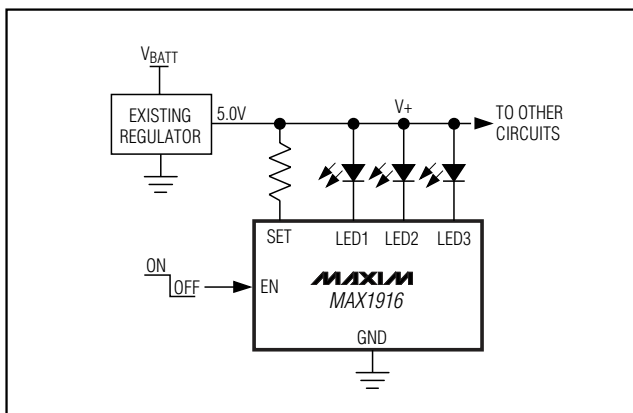 VBATT
EXISTING
REGULATOR
5.0V
V+
TO OTHER
CIRCUITS
SET
LED1
LED2
LED3
ON
OFF
EN
MAXIM
MAX1916
GND